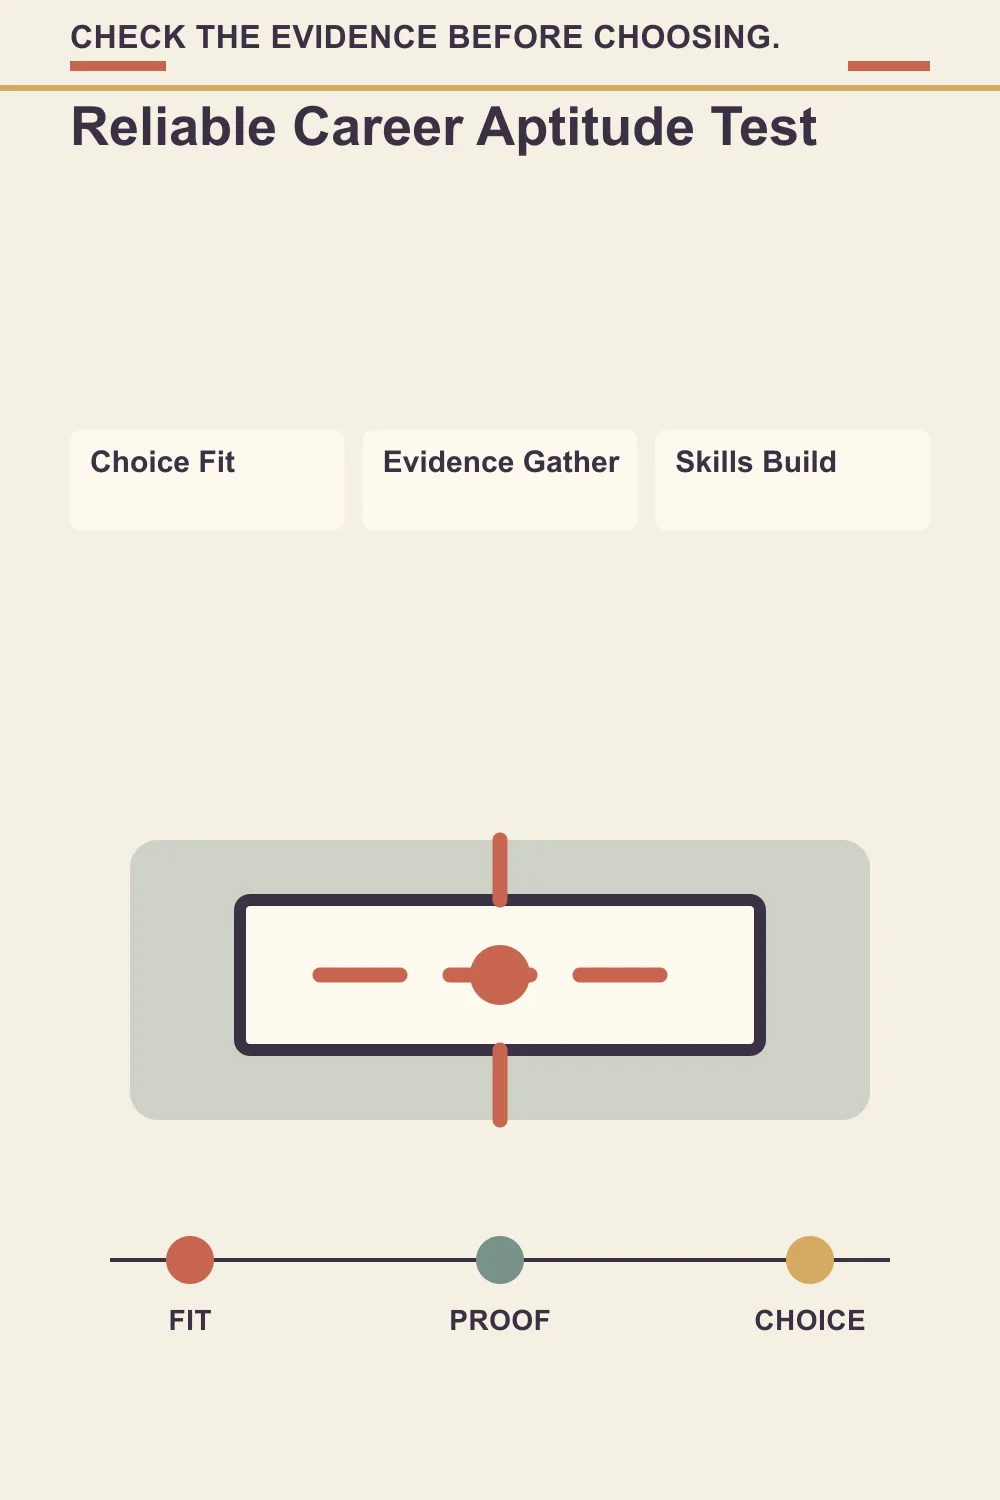 CHECK THE EVIDENCE BEFORE CHOOSING.
Reliable Career Aptitude Test
Choice Fit
Evidence Gather
Skills Build
FIT
PROOF
CHOICE